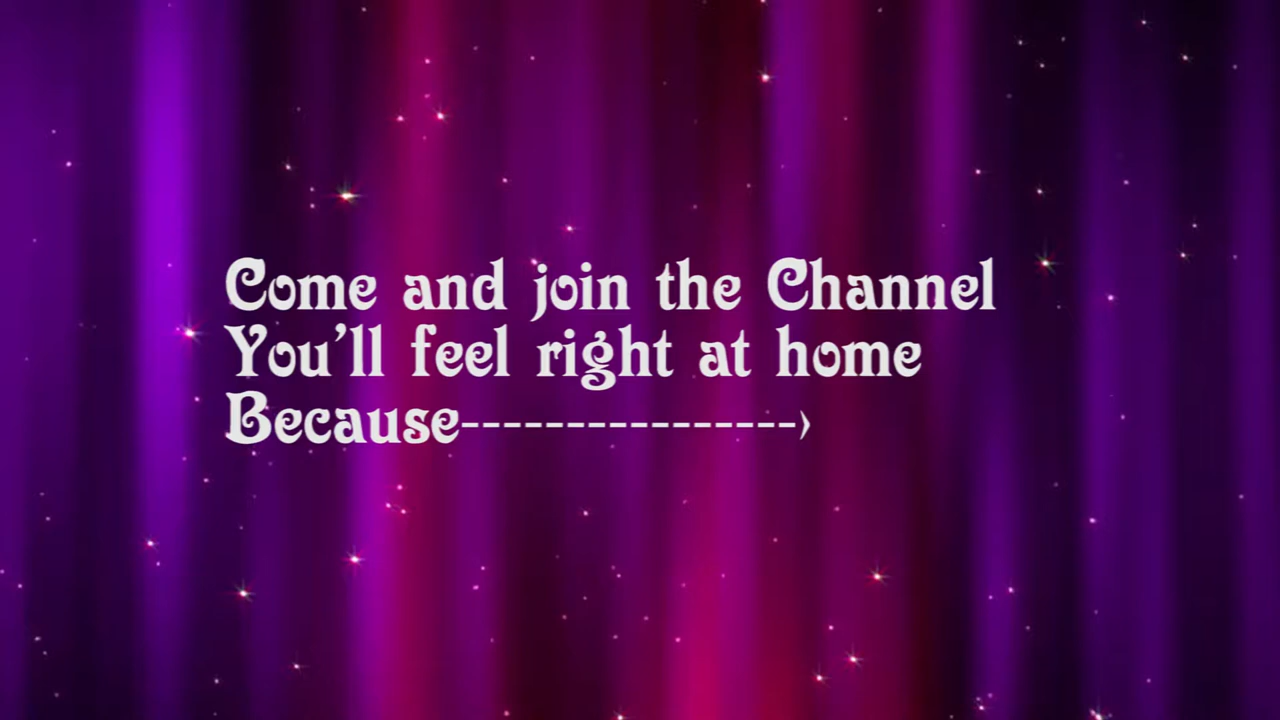 Come and join the Channel
You'll feel right at home
Because----------------›